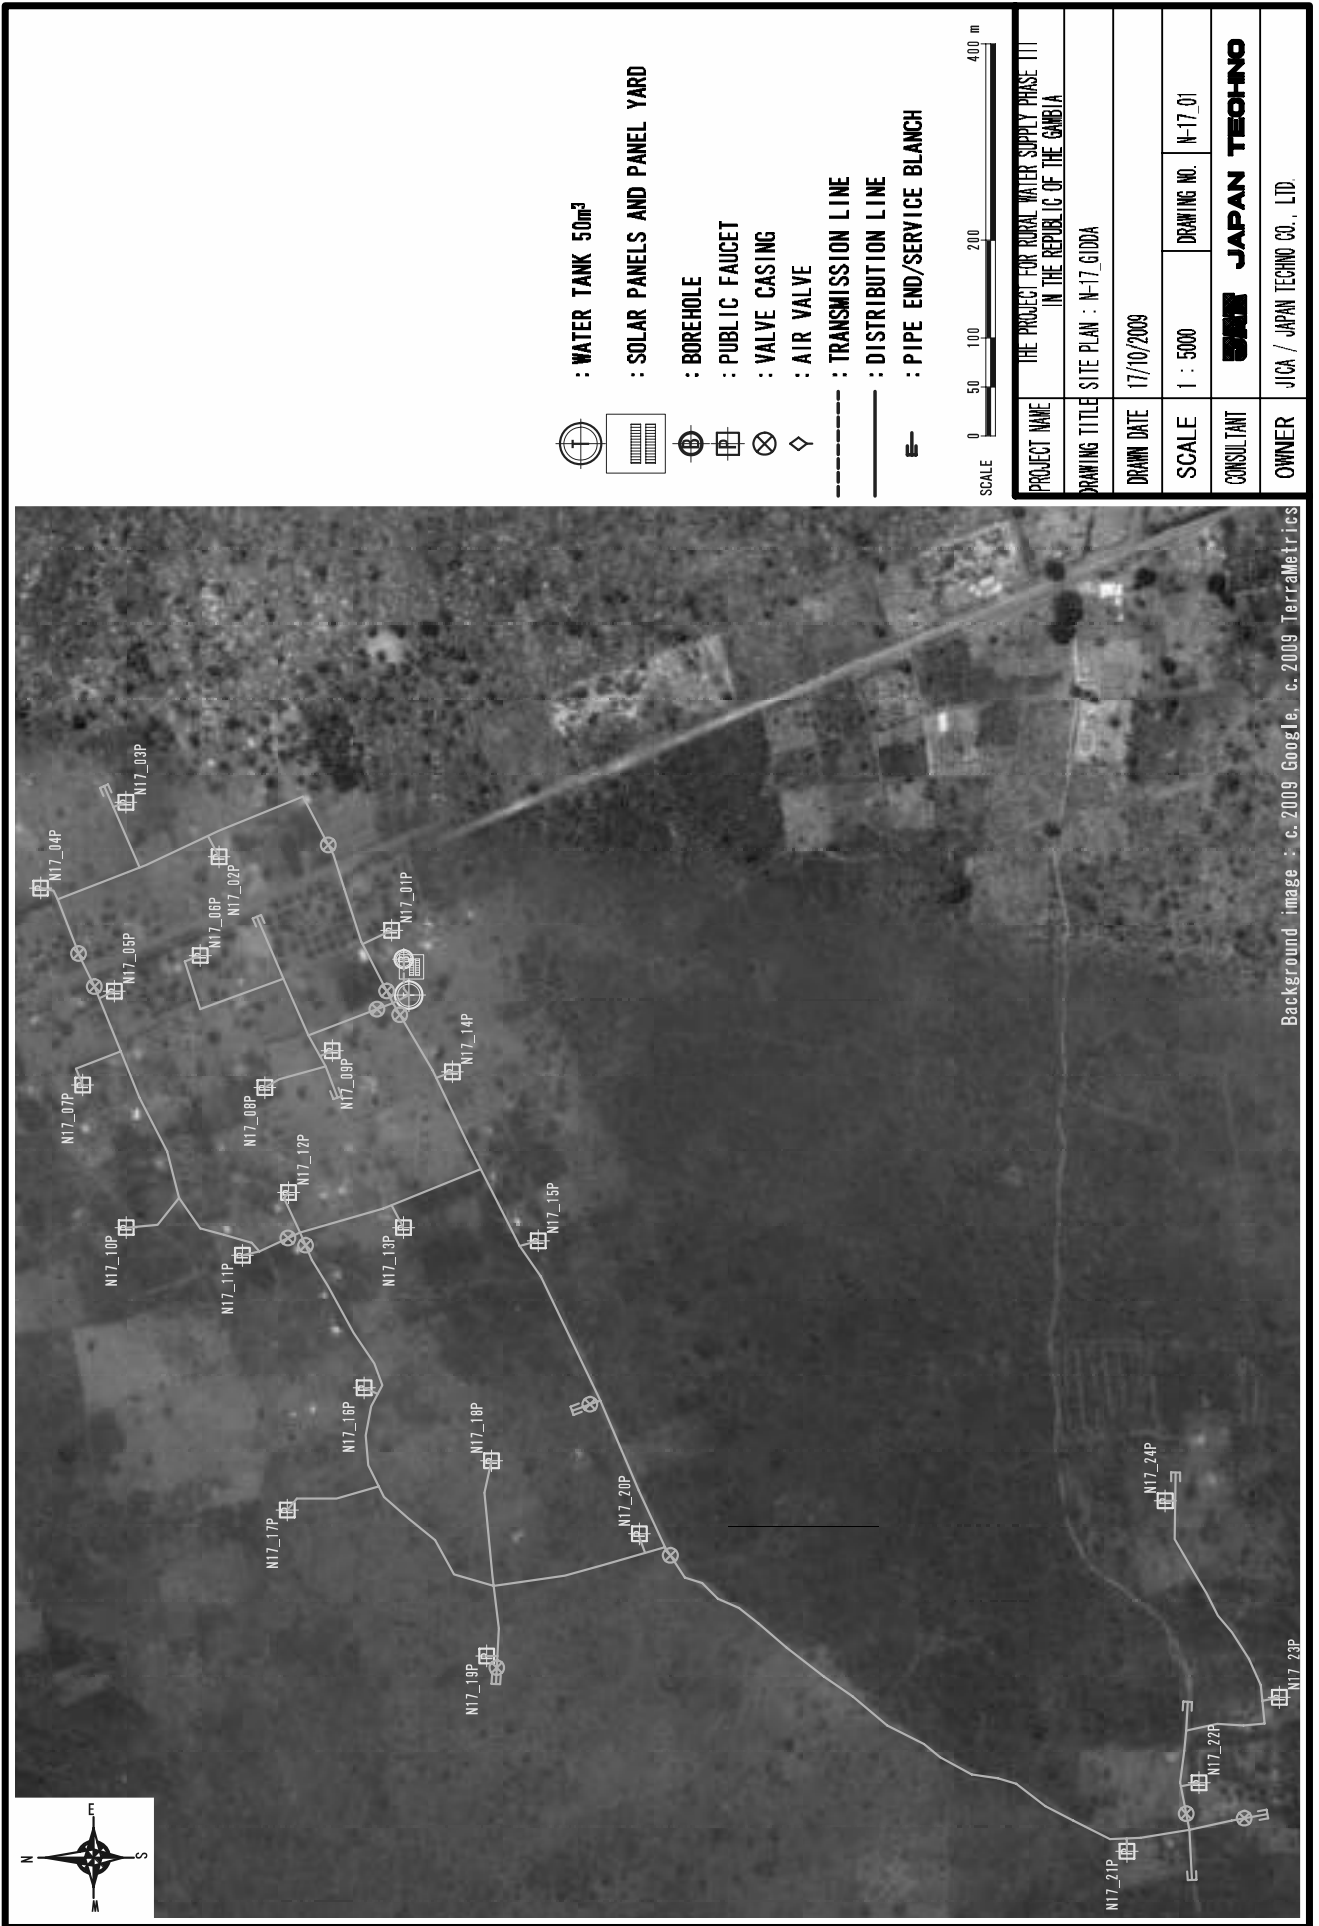 : WATER TANK 50m³
: SOLAR PANELS AND PANEL YARD
: BOREHOLE
: PUBLIC FAUCET
: VALVE CASING
: AIR VALVE
: TRANSMISSION LINE
: DISTRIBUTION LINE
: PIPE END/SERVICE BLANCH
T
B
P
SCALE 0 50 100 200 400 m
PROJECT NAME
THE PROJECT FOR RURAL WATER SUPPLY PHASE III
IN THE REPUBLIC OF THE GAMBIA
DRAWING TITLE SITE PLAN : N-17_GIDDA
DRAWN DATE 17/10/2009
SCALE 1 : 5000 DRAWING NO. N-17_01
CONSULTANT JAPAN TECHNO
OWNER JICA / JAPAN TECHNO CO., LTD.
N17_04P
N17_03P
N17_02P
N17_06P
N17_05P
N17_01P
N17_07P
N17_08P
N17_09P
N17_14P
N17_12P
N17_10P
N17_11P
N17_13P
N17_15P
N17_16P
N17_18P
N17_17P
N17_20P
N17_19P
N17_24P
N17_23P
N17_22P
N17_21P
N
E
S
W
Background image : c. 2009 Google, c. 2009 TerraMetrics